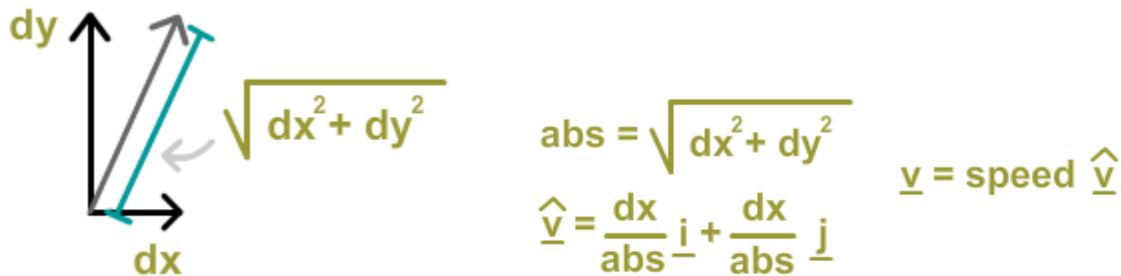 dy
√dx²+ dy²
dx
abs = √dx²+ dy²
v̲̂ = dx/abs i̲ + dx/abs j̲
v̲ = speed v̲̂